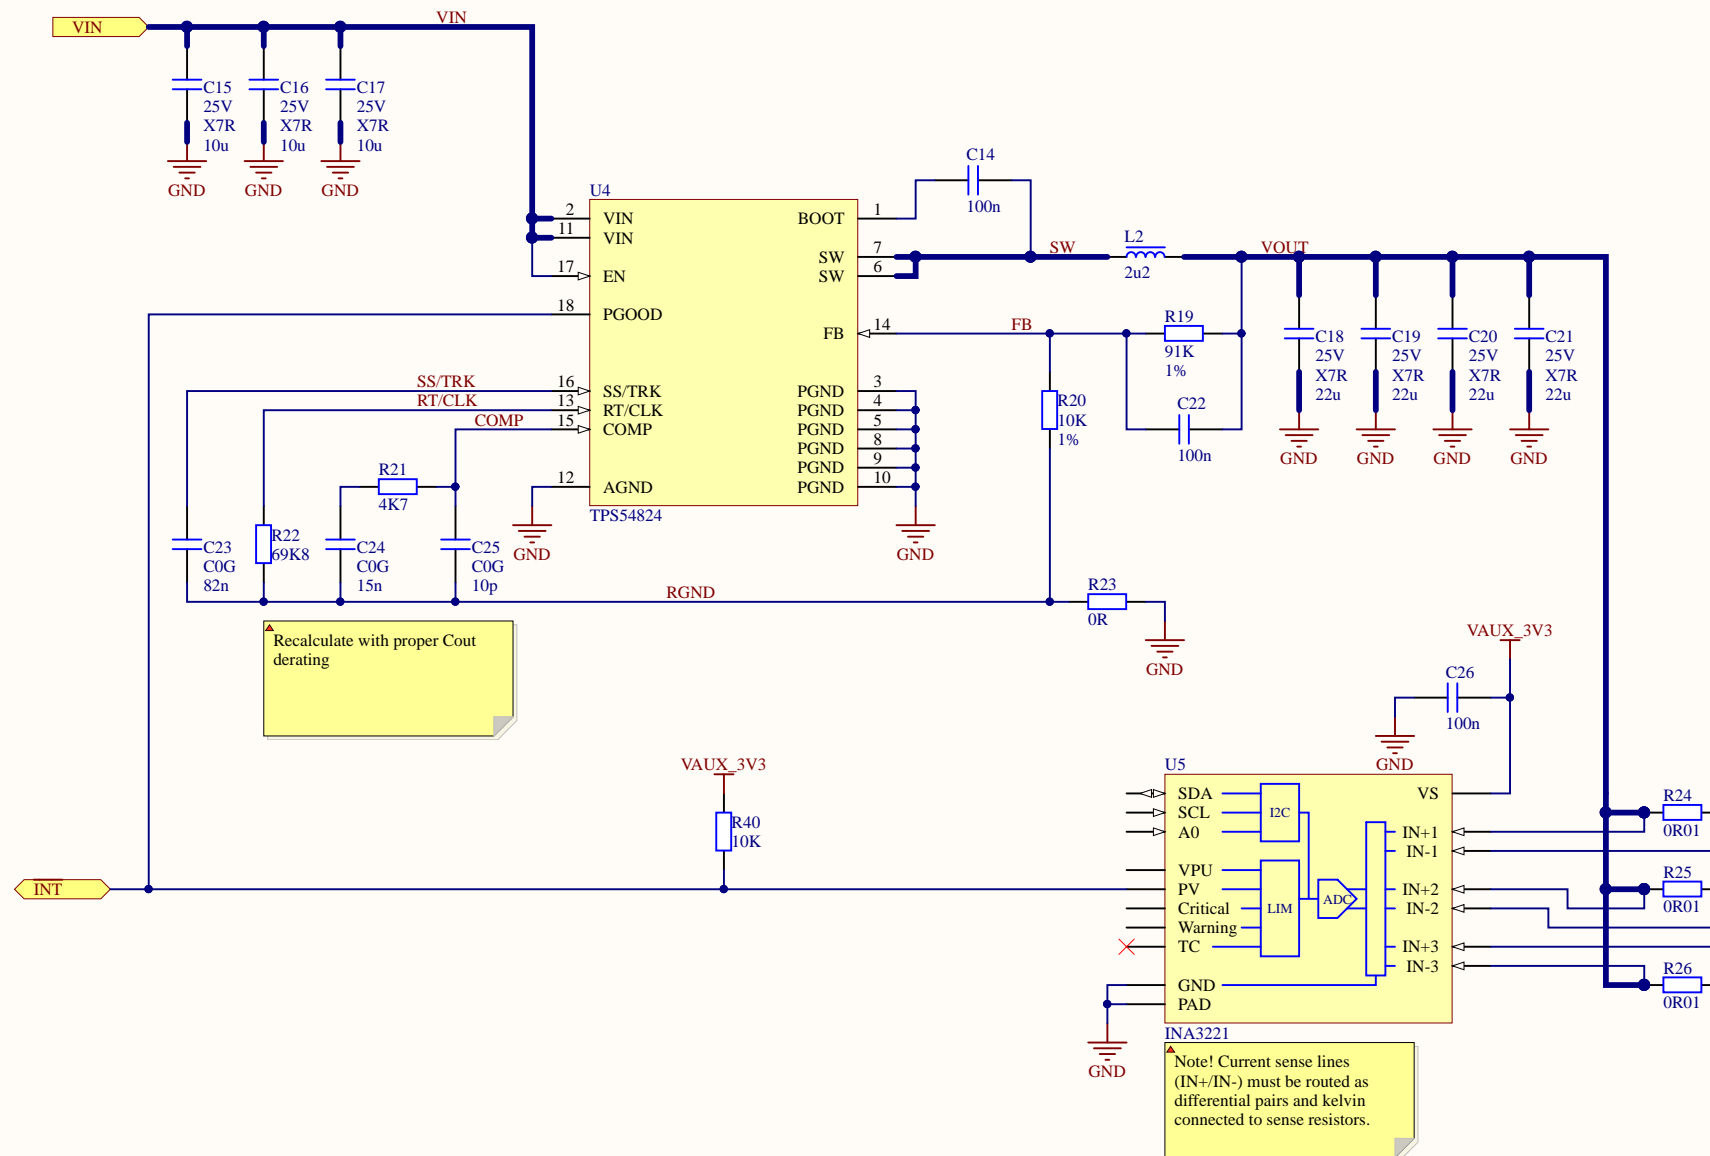 VIN
VIN
C15
25V
X7R
10u
GND
C16
25V
X7R
10u
GND
C17
25V
X7R
10u
GND
U4
2 VIN
11 VIN
17 EN
18 PGOOD
SS/TRK 16 SS/TRK
RT/CLK 13 RT/CLK
COMP 15 COMP
12 AGND
BOOT 1
SW 7
SW 6
FB 14
PGND 3
PGND 4
PGND 5
PGND 8
PGND 9
PGND 10
TPS54824
GND
GND
C14
100n
SW
L2
2u2
VOUT
FB
R19
91K
1%
C22
100n
R20
10K
1%
C18
25V
X7R
22u
GND
C19
25V
X7R
22u
GND
C20
25V
X7R
22u
GND
C21
25V
X7R
22u
GND
R21
4K7
C23
C0G
82n
R22
69K8
C24
C0G
15n
C25
C0G
10p
RGND
R23
0R
GND
Recalculate with proper Cout
derating
VAUX_3V3
C26
100n
GND
VAUX_3V3
R40
10K
INT
U5
SDA
SCL
A0
VPU
PV
Critical
Warning
TC
GND
PAD
I2C
LIM
ADC
VS
IN+1
IN-1
IN+2
IN-2
IN+3
IN-3
INA3221
GND
R24
0R01
R25
0R01
R26
0R01
Note! Current sense lines
(IN+/IN-) must be routed as
differential pairs and kelvin
connected to sense resistors.